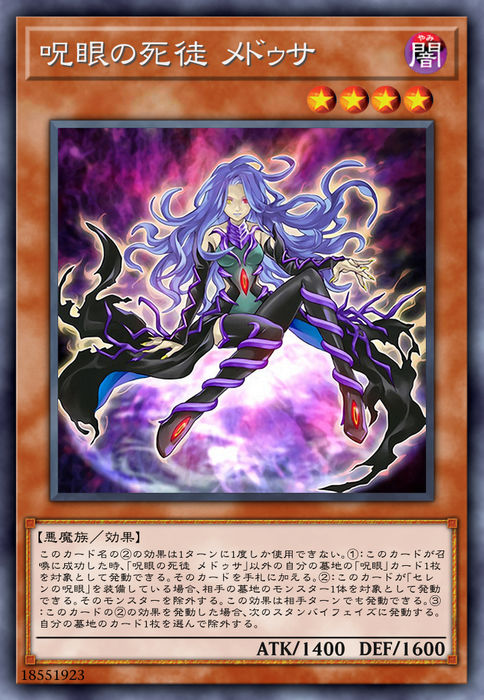 呪眼の死徒 メドゥサ
やみ
闇
【悪魔族／効果】
このカード名の②の効果は1ターンに1度しか使用できない。①：このカードが召
喚に成功した時、「呪眼の死徒 メドゥサ」以外の自分の墓地の「呪眼」カード1枚
を対象として発動できる。そのカードを手札に加える。②：このカードが「セレ
ンの呪眼」を装備している場合、相手の墓地のモンスター1体を対象として発動
できる。そのモンスターを除外する。この効果は相手ターンでも発動できる。③
：このカードの②の効果を発動した場合、次のスタンバイフェイズに発動する。
自分の墓地のカード1枚を選んで除外する。
ATK/1400 DEF/1600
18551923